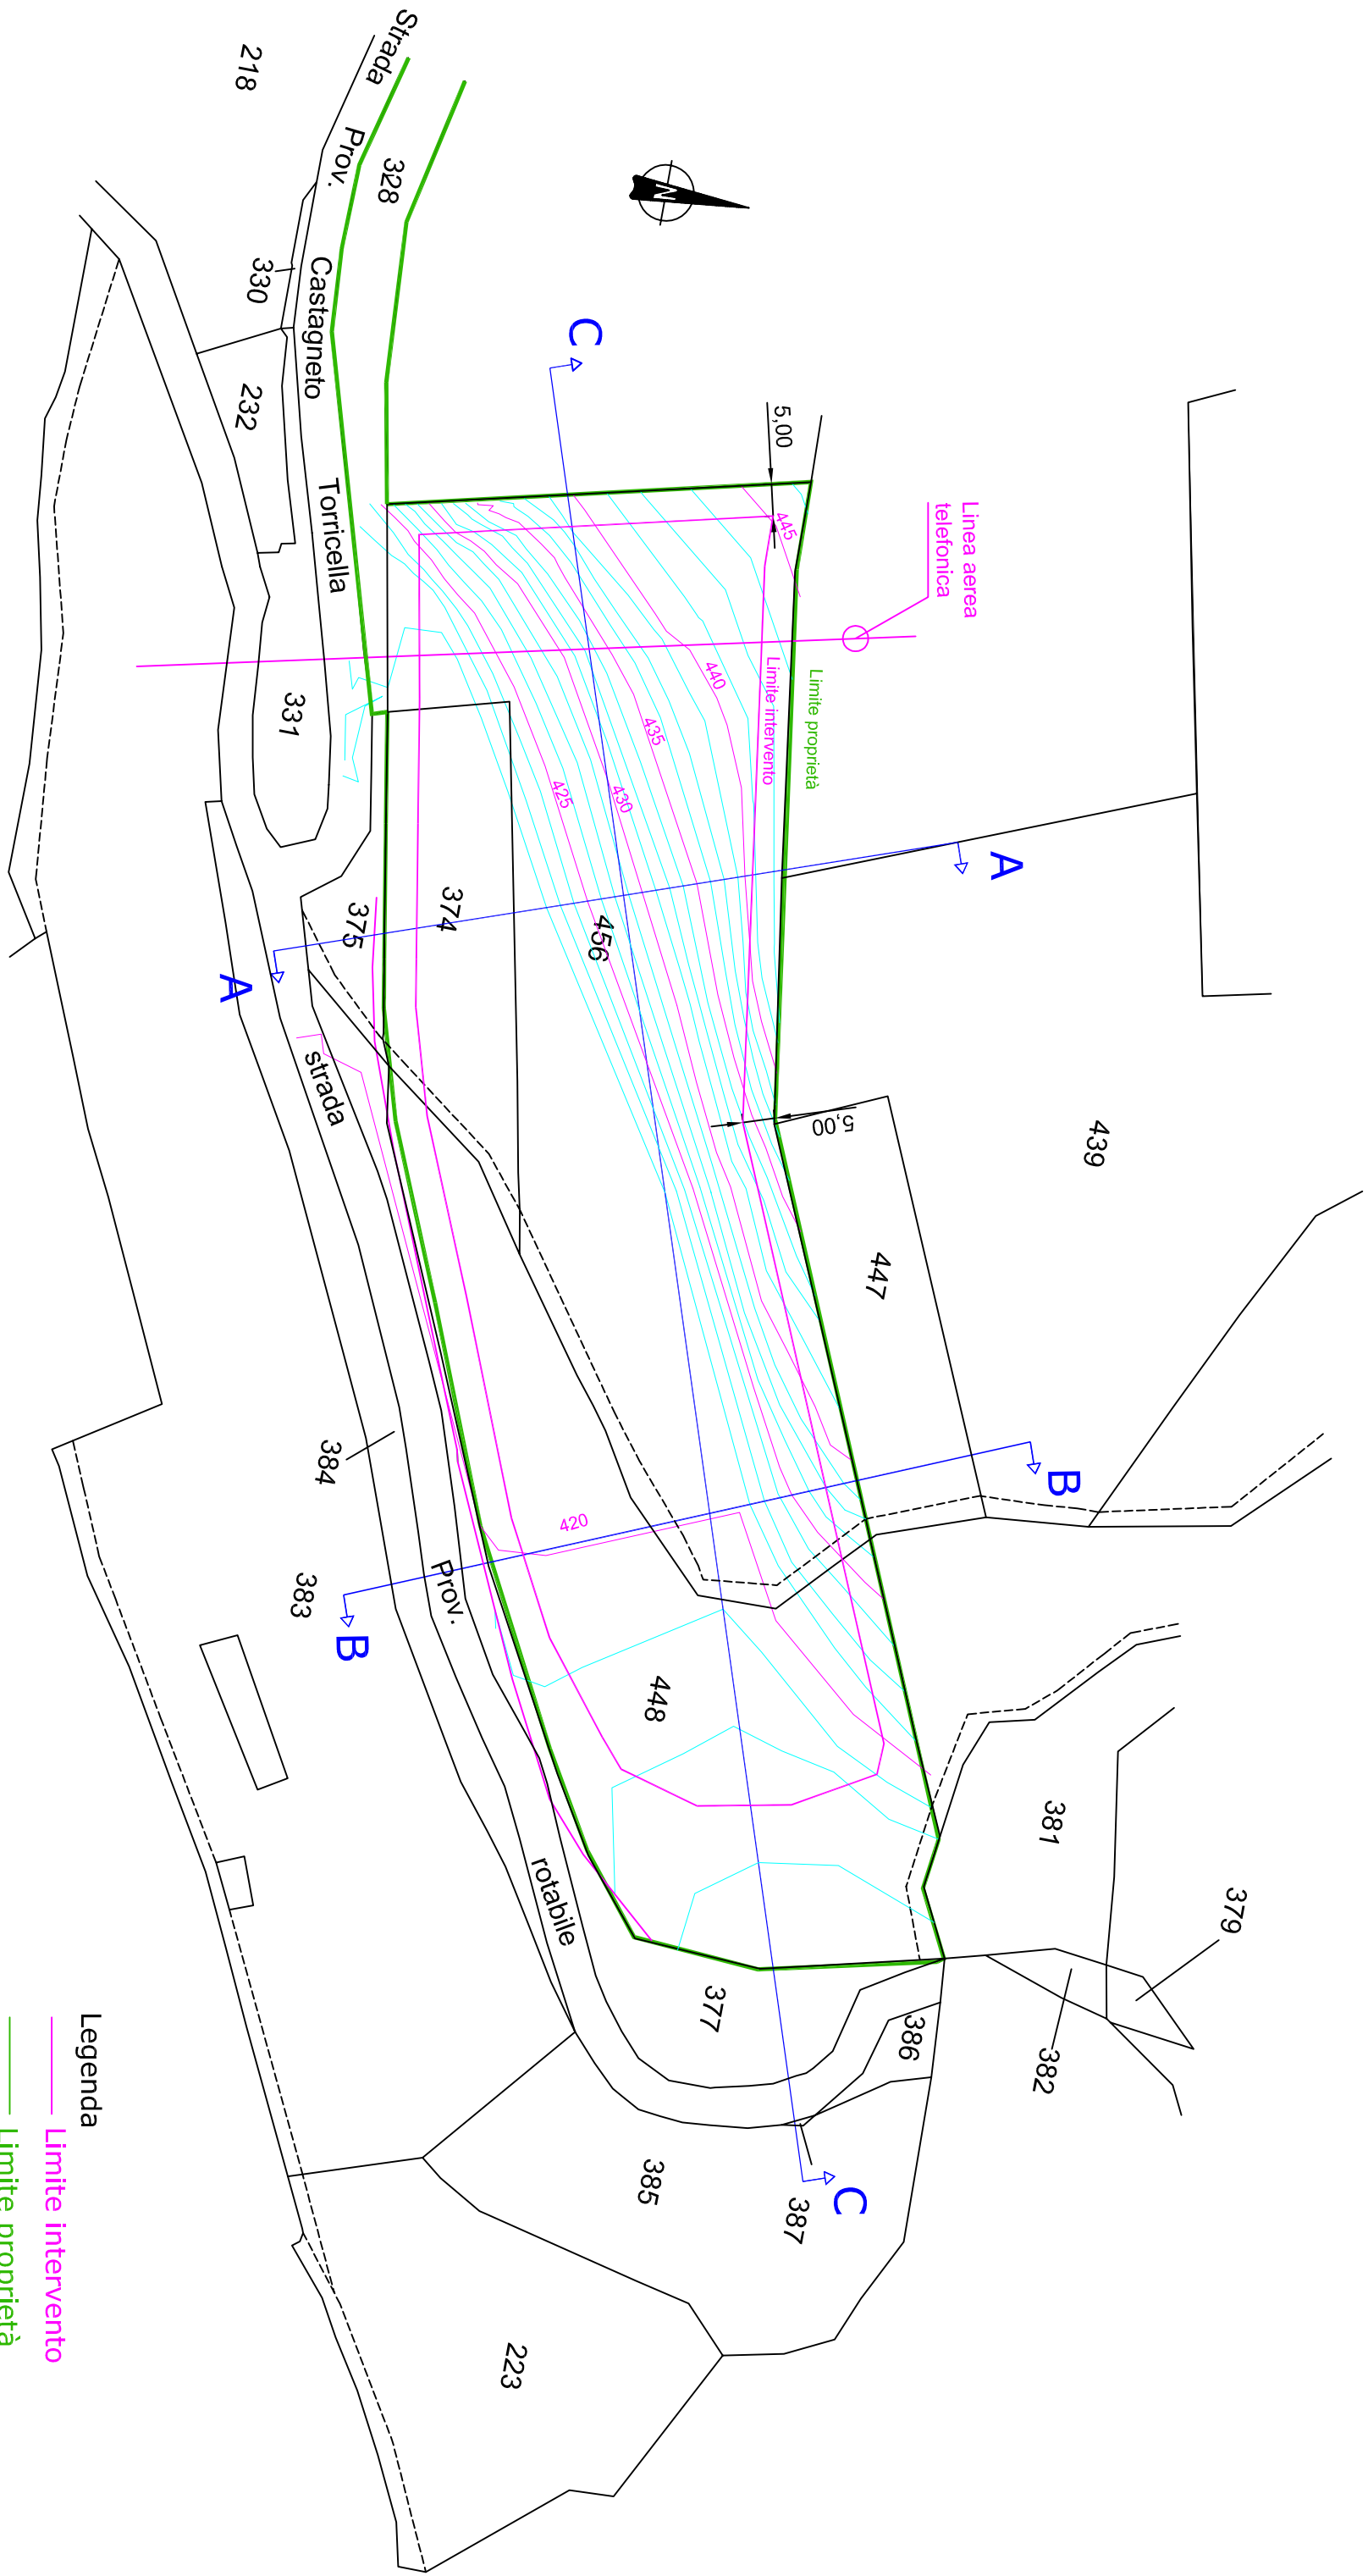 Strada
Prov.
Castagneto
Torricella
218
328
330
232
331
N
C
5,00
445
Linea aerea
telefonica
440
Limite intervento
Limite proprietà
435
430
425
A
456
374
375
A
strada
5,00
439
447
B
384
383
Prov.
420
B
448
381
379
rotabile
377
386
382
385
387
C
223
Legenda
Limite intervento
Limite proprietà